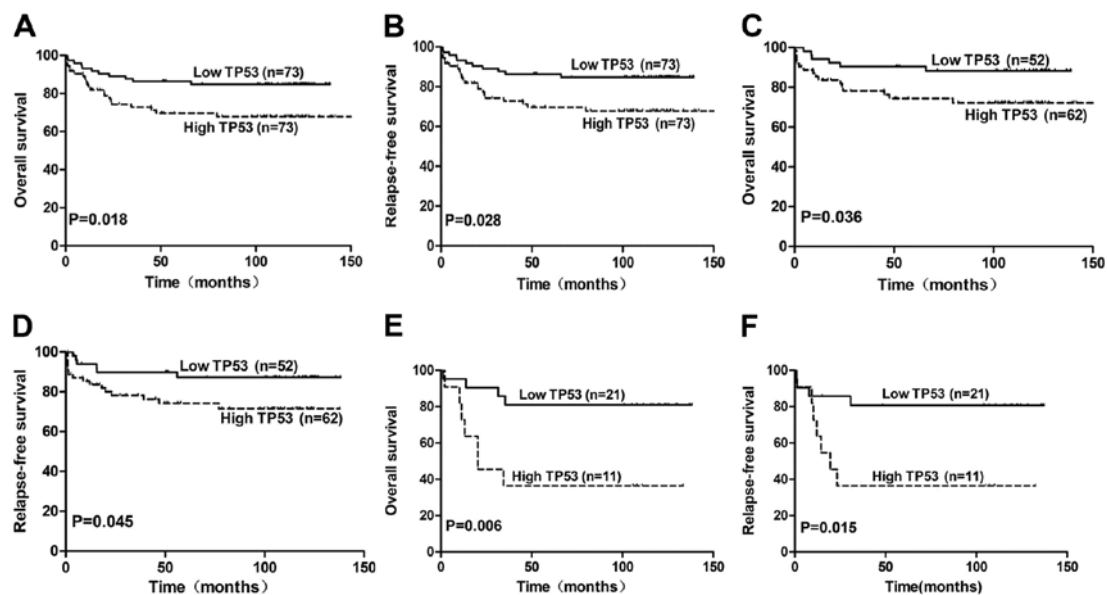 A
Overall survival
100
80
60
40
20
0
Low TP53 (n=73)
High TP53 (n=73)
P=0.018
0 50 100 150
Time（months）
B
Relapse-free survival
100
80
60
40
20
0
Low TP53 (n=73)
High TP53 (n=73)
P=0.028
0 50 100 150
Time（months）
C
Overall survival
100
80
60
40
20
0
Low TP53 (n=52)
High TP53 (n=62)
P=0.036
0 50 100 150
Time（months）
D
Relapse-free survival
100
80
60
40
20
0
Low TP53 (n=52)
High TP53 (n=62)
P=0.045
0 50 100 150
Time（months）
E
Overall survival
100
80
60
40
20
0
Low TP53 (n=21)
High TP53 (n=11)
P=0.006
0 50 100 150
Time（months）
F
Relapse-free survival
100
80
60
40
20
0
Low TP53 (n=21)
High TP53 (n=11)
P=0.015
0 50 100 150
Time(months)